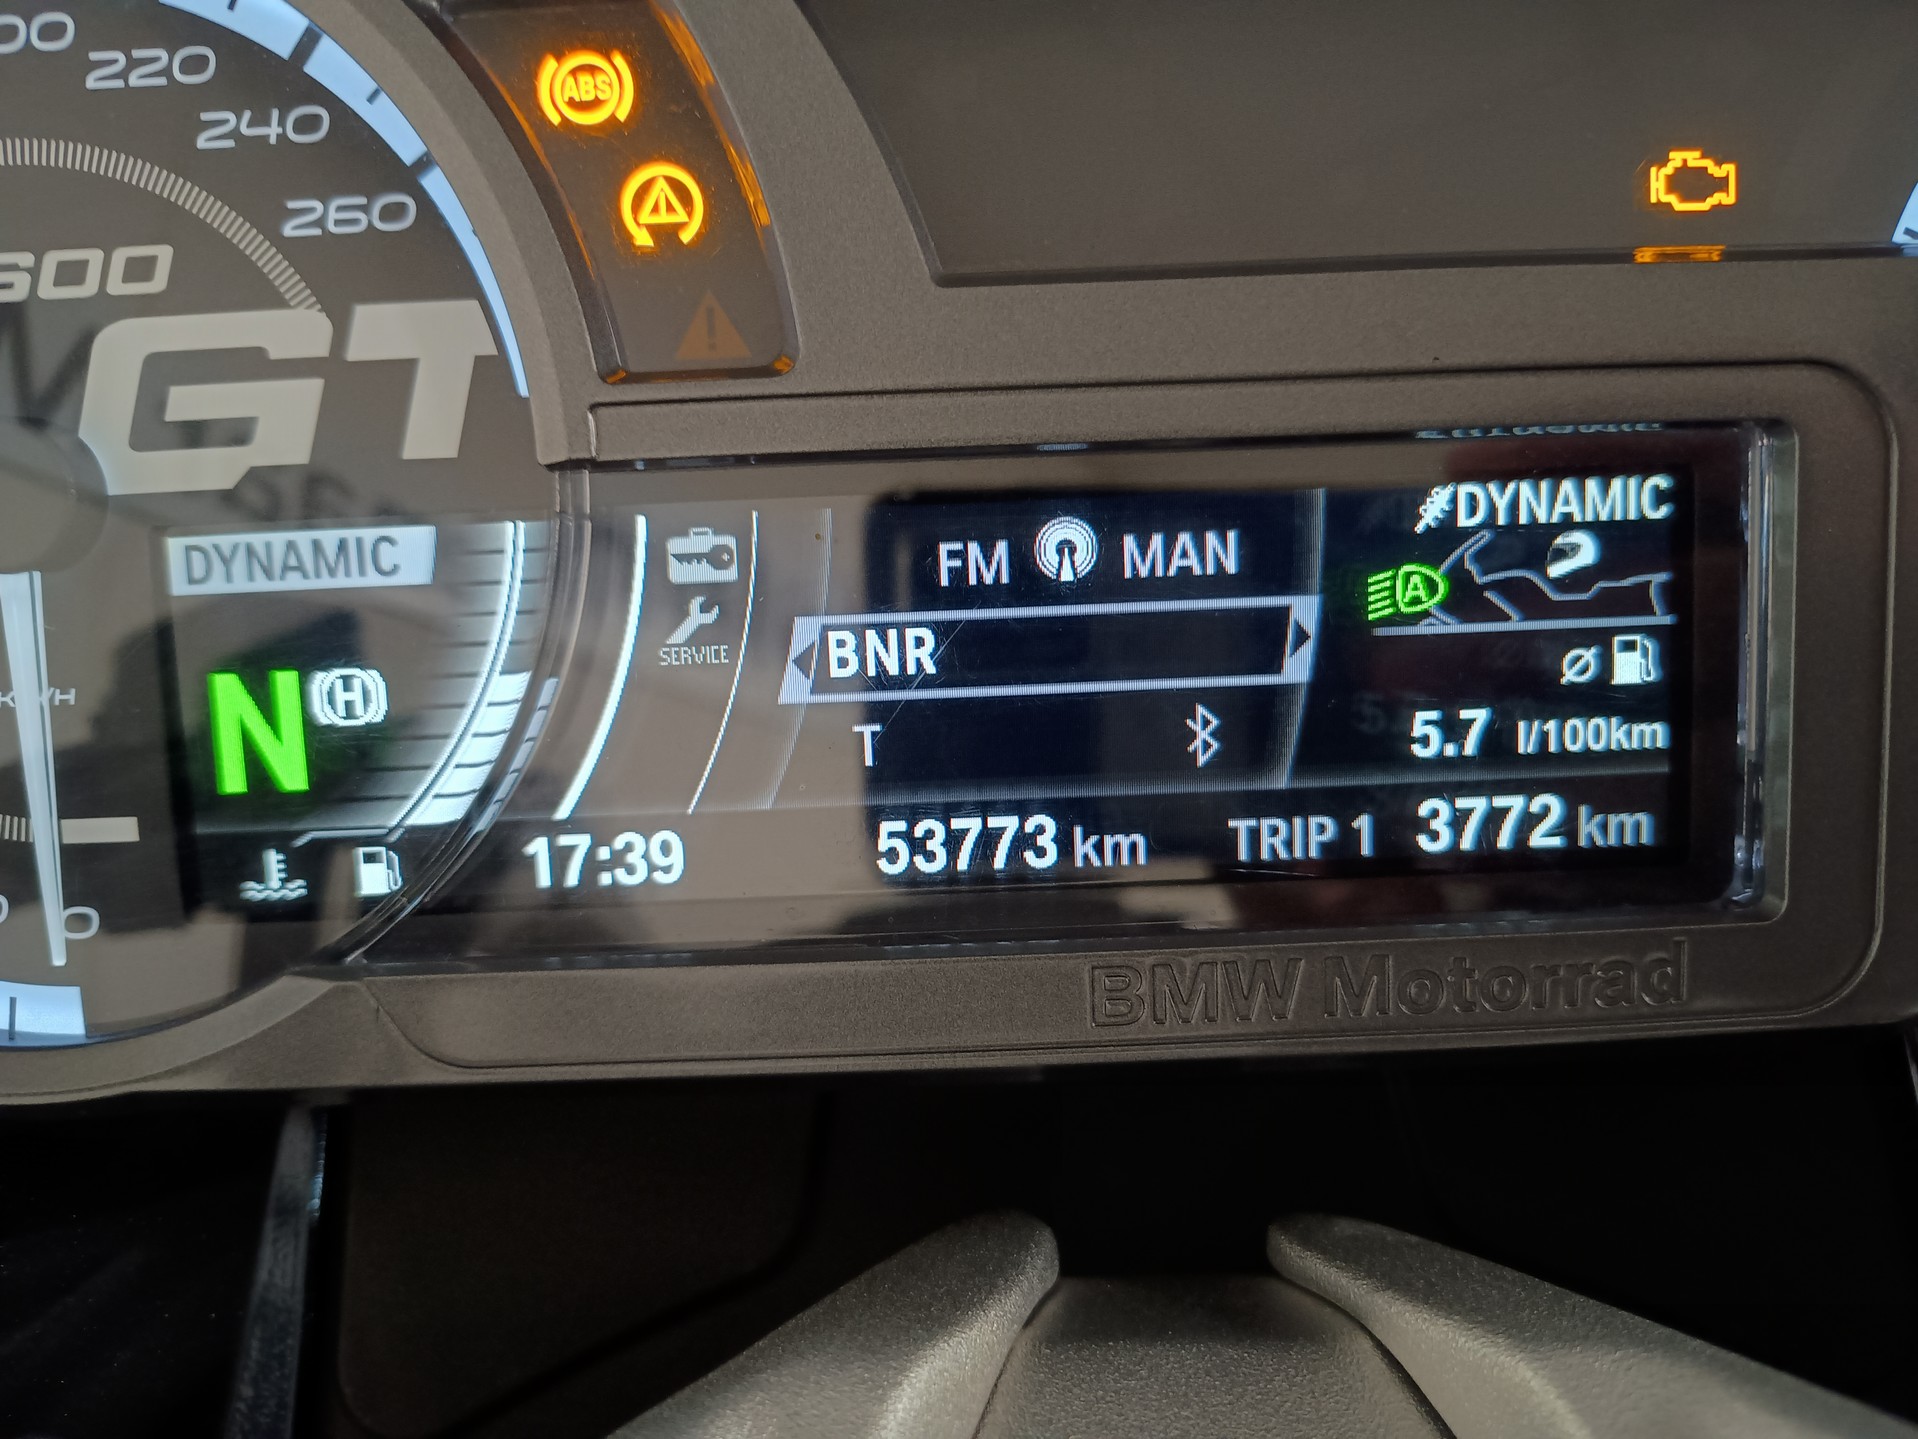 220
240
260
600
GT
ABS
DYNAMIC
N
H
0
17:39
SERVICE
FM MAN
BNR
T
53773 km
TRIP 1 3772 km
DYNAMIC
A
ø
5.7 l/100km
BMW Motorrad